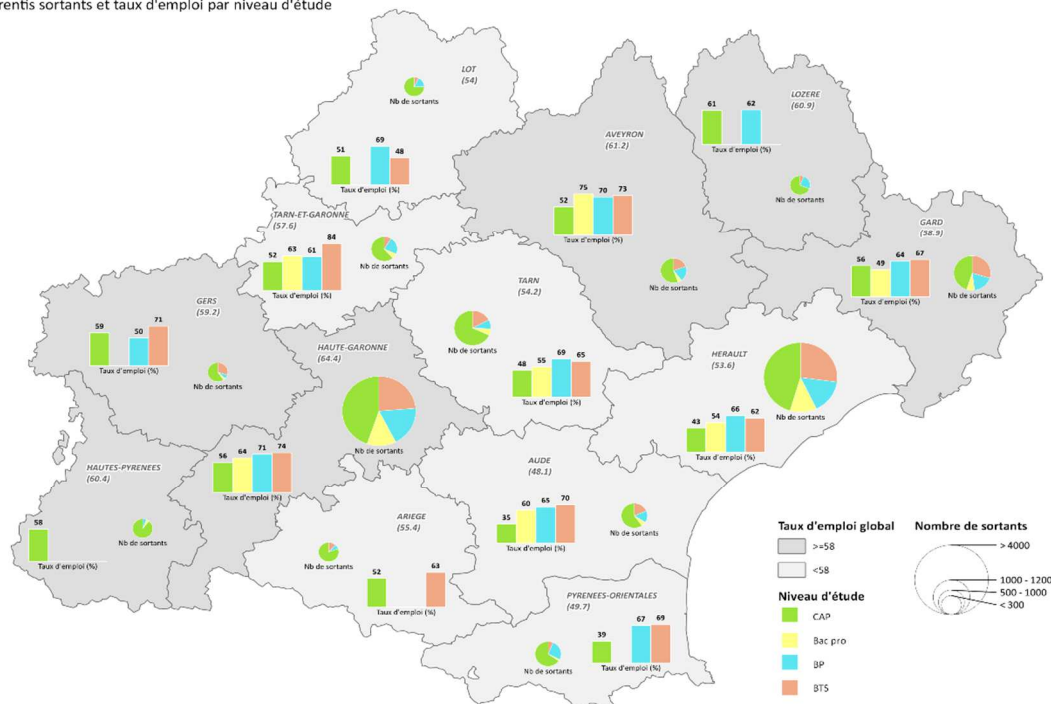 rentis sortants et taux d'emploi par niveau d'étude
LOT
(54)
Nb de sortants
51
69
48
Taux d'emploi (%)
LOZERE
(60.9)
61
62
Taux d'emploi (%)
Nb de sortants
AVEYRON
(61.2)
52
75
70
73
Taux d'emploi (%)
Nb de sortants
TARN-ET-GARONNE
(57.6)
52
63
61
84
Taux d'emploi (%)
Nb de sortants
GARD
(58.9)
56
49
64
67
Taux d'emploi (%)
Nb de sortants
GERS
(59.2)
59
50
71
Taux d'emploi (%)
Nb de sortants
TARN
(54.2)
Nb de sortants
48
55
69
65
Taux d'emploi (%)
HAUTE-GARONNE
(64.4)
Nb de sortants
56
64
71
74
Taux d'emploi (%)
HERAULT
(53.6)
Nb de sortants
43
54
66
62
Taux d'emploi (%)
HAUTES-PYRENEES
(60.4)
58
Taux d'emploi (%)
Nb de sortants
AUDE
(48.1)
35
60
65
70
Taux d'emploi (%)
Nb de sortants
ARIEGE
(55.4)
Nb de sortants
52
63
Taux d'emploi (%)
PYRENEES-ORIENTALES
(49.7)
Nb de sortants
39
67
69
Taux d'emploi (%)
Taux d'emploi global
>=58
<58
Niveau d'étude
CAP
Bac pro
BP
BTS
Nombre de sortants
> 4000
1000 - 1200
500 - 1000
< 300